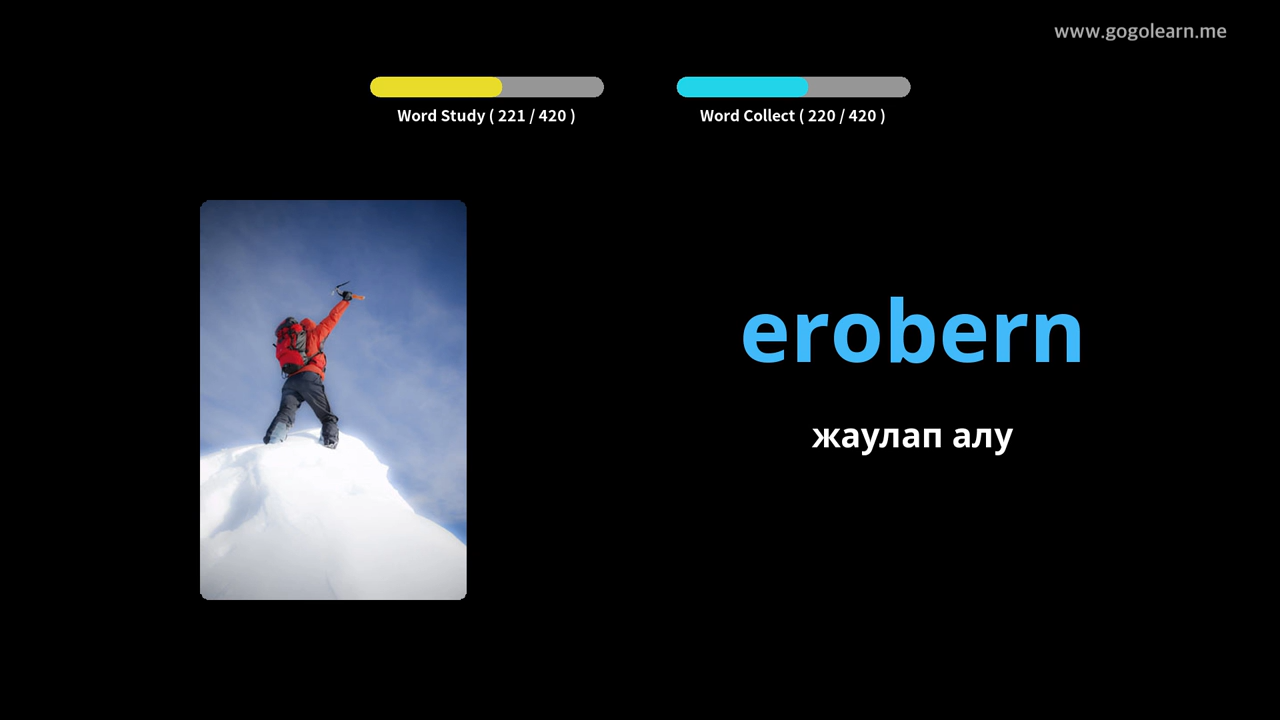 www.gogolearn.me
Word Study ( 221 / 420 )
Word Collect ( 220 / 420 )
erobern
жаулап алу